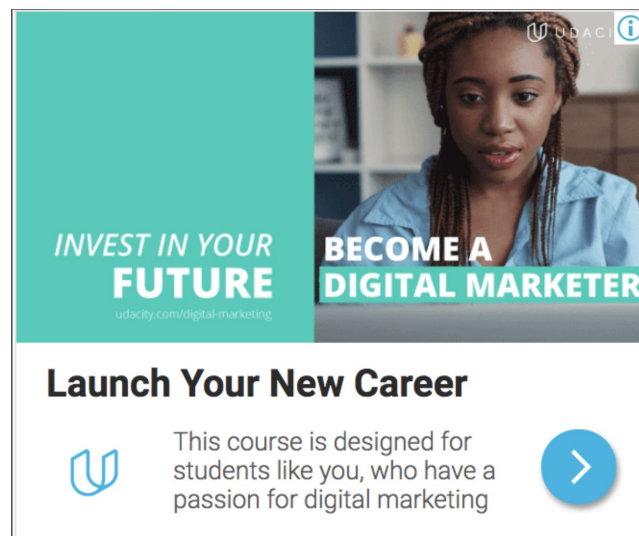 UDACI
INVEST IN YOUR
FUTURE
udacity.com/digital-marketing
BECOME A
DIGITAL MARKETER
Launch Your New Career
This course is designed for
students like you, who have a
passion for digital marketing